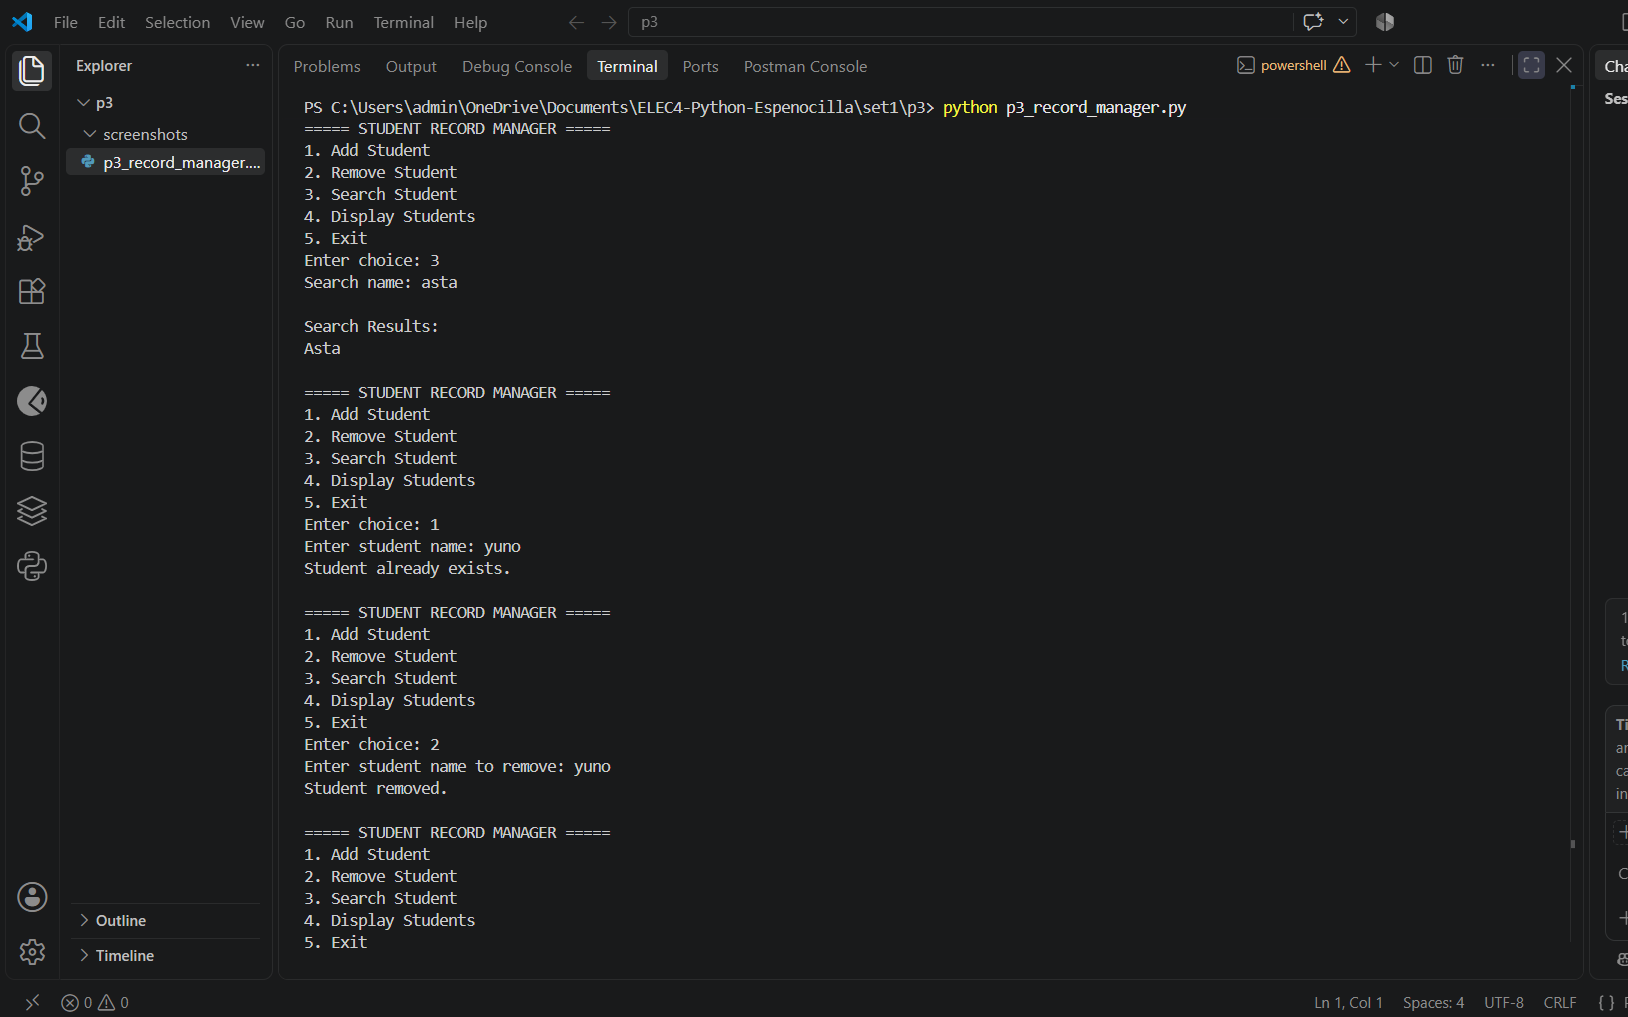 File Edit Selection View Go Run Terminal Help
p3
Explorer
p3
screenshots
p3_record_manager....
Outline
Timeline
Problems Output Debug Console Terminal Ports Postman Console
powershell
PS C:\Users\admin\OneDrive\Documents\ELEC4-Python-Espenocilla\set1\p3> python p3_record_manager.py
===== STUDENT RECORD MANAGER =====
1. Add Student
2. Remove Student
3. Search Student
4. Display Students
5. Exit
Enter choice: 3
Search name: asta
Search Results:
Asta
===== STUDENT RECORD MANAGER =====
1. Add Student
2. Remove Student
3. Search Student
4. Display Students
5. Exit
Enter choice: 1
Enter student name: yuno
Student already exists.
===== STUDENT RECORD MANAGER =====
1. Add Student
2. Remove Student
3. Search Student
4. Display Students
5. Exit
Enter choice: 2
Enter student name to remove: yuno
Student removed.
===== STUDENT RECORD MANAGER =====
1. Add Student
2. Remove Student
3. Search Student
4. Display Students
5. Exit
0 0
Ln 1, Col 1 Spaces: 4 UTF-8 CRLF { }